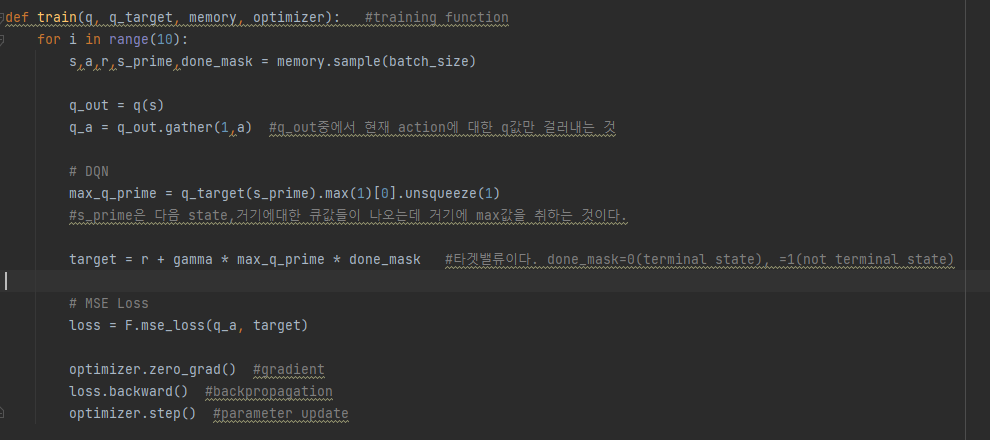 def train(q, q_target, memory, optimizer):   #training function
    for i in range(10):
        s,a,r,s_prime,done_mask = memory.sample(batch_size)
        q_out = q(s)
        q_a = q_out.gather(1,a)  #q_out중에서 현재 action에 대한 q값만 걸러내는 것
        # DQN
        max_q_prime = q_target(s_prime).max(1)[0].unsqueeze(1)
        #s_prime은 다음 state,거기에대한 큐값들이 나오는데 거기에 max값을 취하는 것이다.
        target = r + gamma * max_q_prime * done_mask   #타겟밸류이다. done_mask=0(terminal state), =1(not terminal state)
        # MSE Loss
        loss = F.mse_loss(q_a, target)
        optimizer.zero_grad()  #gradient
        loss.backward()  #backpropagation
        optimizer.step()  #parameter update